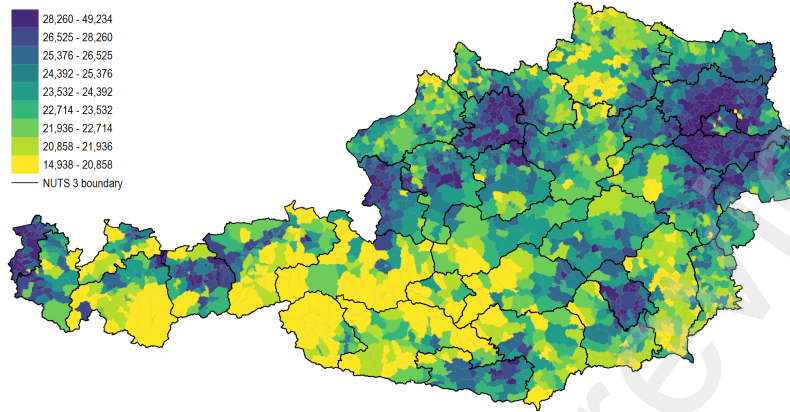 28,260 - 49,234
26,525 - 28,260
25,376 - 26,525
24,392 - 25,376
23,532 - 24,392
22,714 - 23,532
21,936 - 22,714
20,858 - 21,936
14,938 - 20,858
NUTS 3 boundary